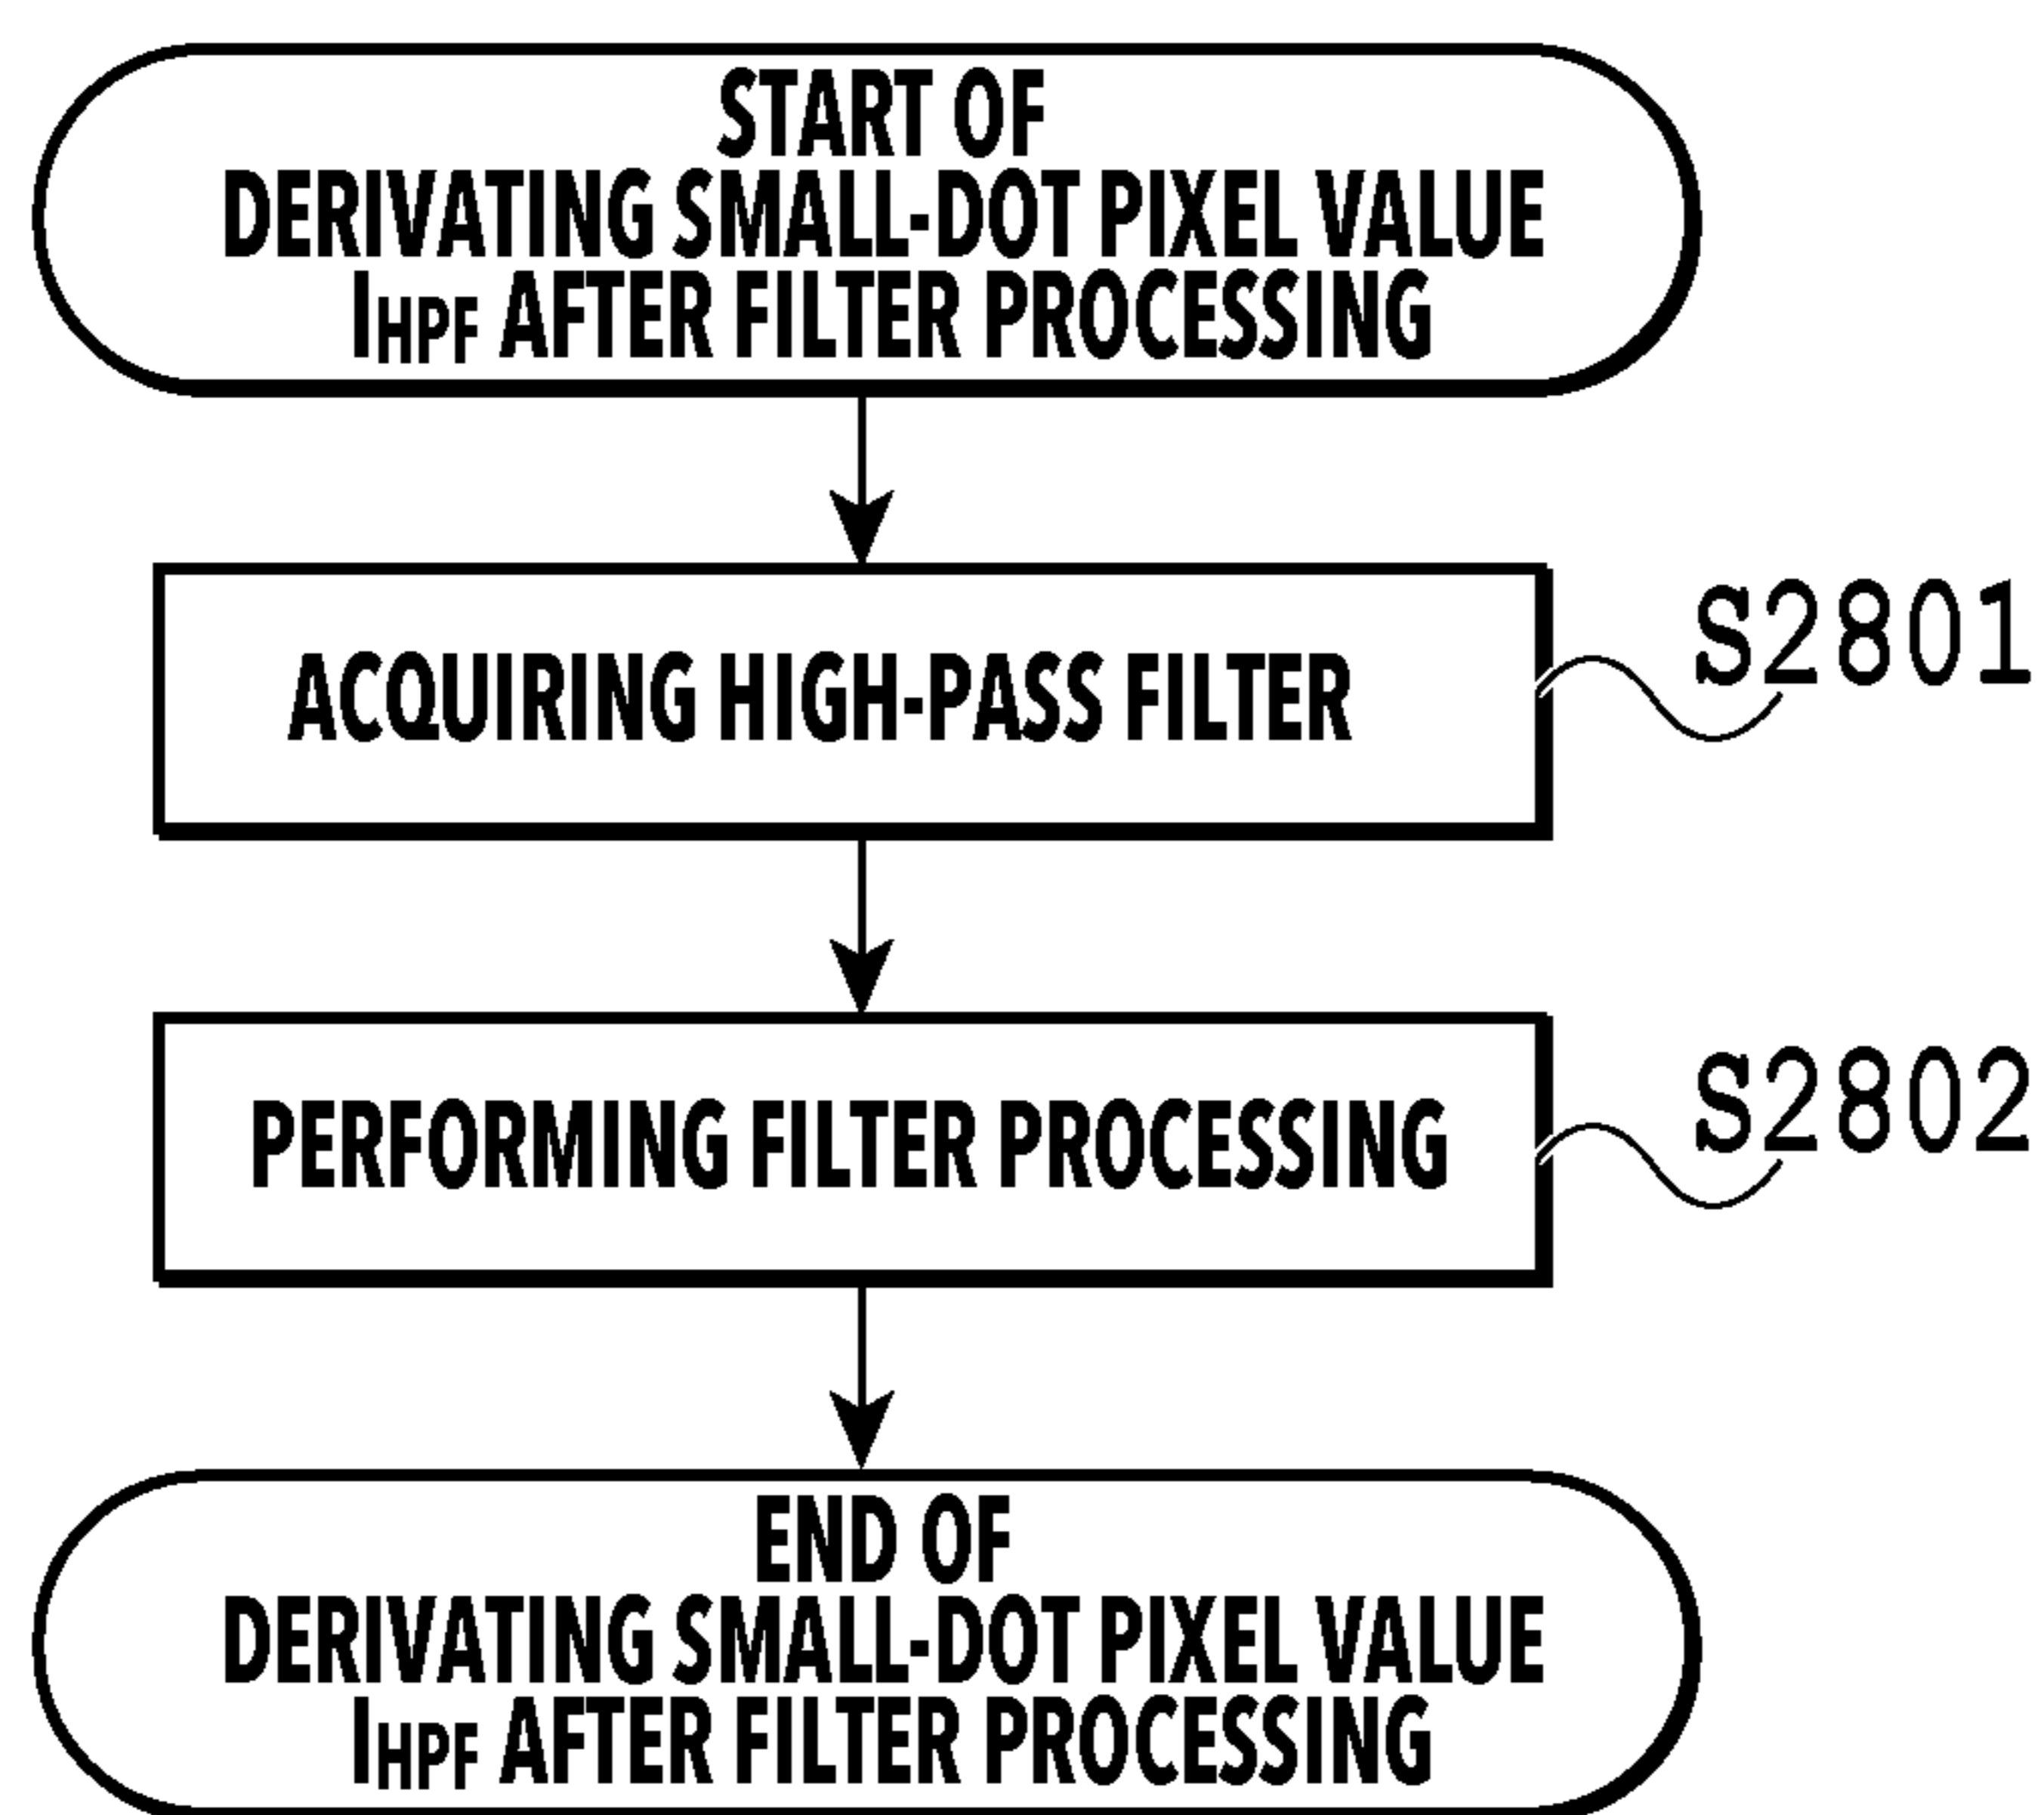 START OF
DERIVATING SMALL-DOT PIXEL VALUE
IHPF AFTER FILTER PROCESSING
ACQUIRING HIGH-PASS FILTER
S2801
PERFORMING FILTER PROCESSING
S2802
END OF
DERIVATING SMALL-DOT PIXEL VALUE
IHPF AFTER FILTER PROCESSING